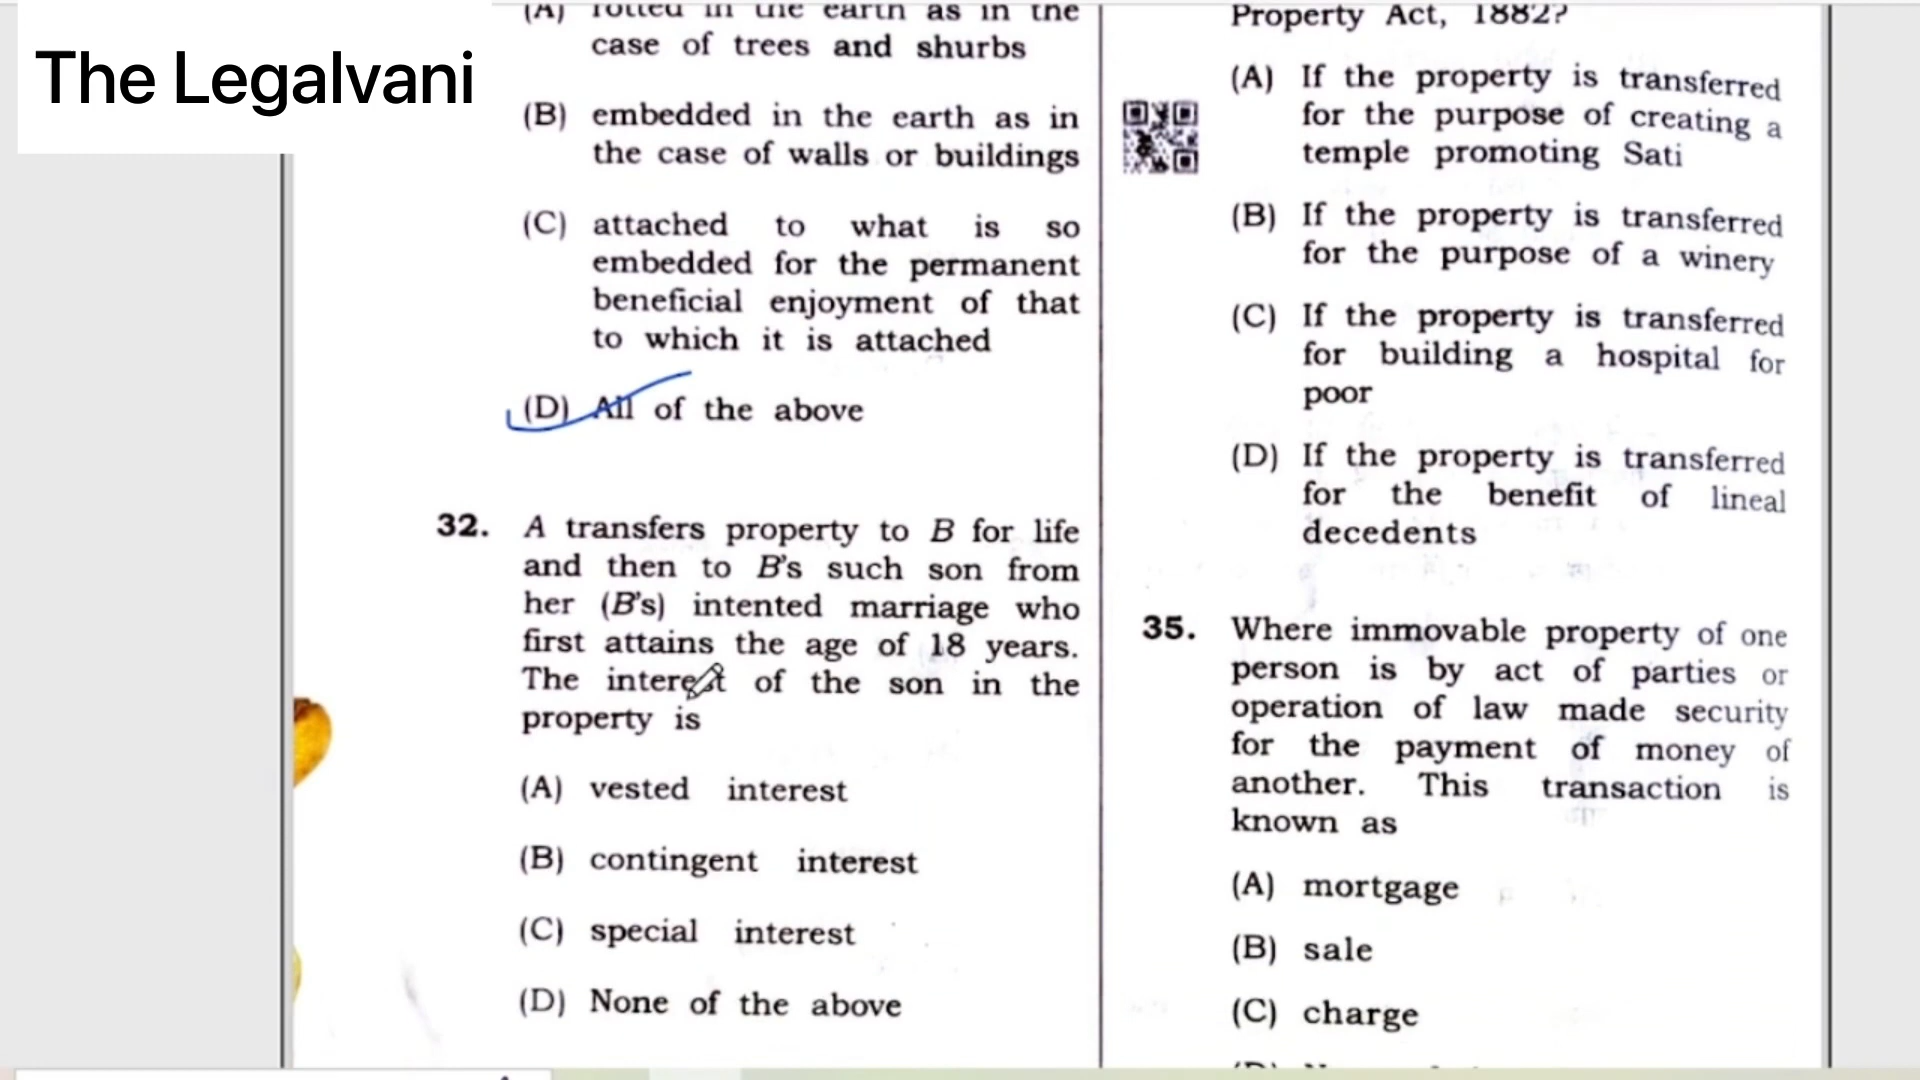 The Legalvani
(A) rotted in the earth as in the
case of trees and shurbs
(B) embedded in the earth as in
the case of walls or buildings
(C) attached to what is so
embedded for the permanent
beneficial enjoyment of that
to which it is attached
(D) All of the above
32. A transfers property to B for life
and then to B's such son from
her (B's) intented marriage who
first attains the age of 18 years.
The interest of the son in the
property is
(A) vested interest
(B) contingent interest
(C) special interest
(D) None of the above
Property Act, 1882?
(A) If the property is transferred
for the purpose of creating a
temple promoting Sati
(B) If the property is transferred
for the purpose of a winery
(C) If the property is transferred
for building a hospital for
poor
(D) If the property is transferred
for the benefit of lineal
decedents
35. Where immovable property of one
person is by act of parties or
operation of law made security
for the payment of money of
another. This transaction is
known as
(A) mortgage
(B) sale
(C) charge